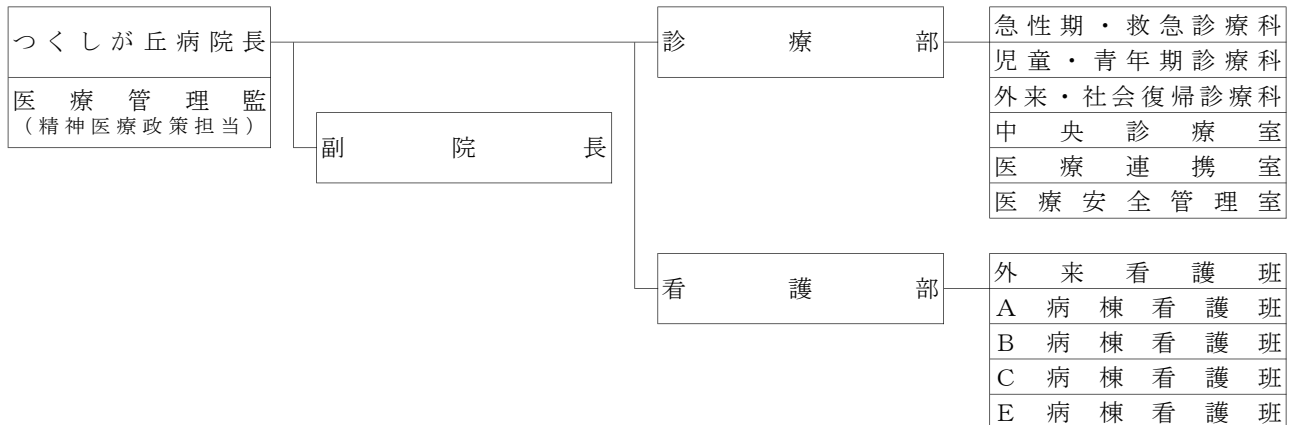 つくしが丘病院長
医療管理監
（精神医療政策担当）
副院長
診療部
急性期・救急診療科
児童・青年期診療科
外来・社会復帰診療科
中央診療室
医療連携室
医療安全管理室
看護部
外来看護班
A病棟看護班
B病棟看護班
C病棟看護班
E病棟看護班